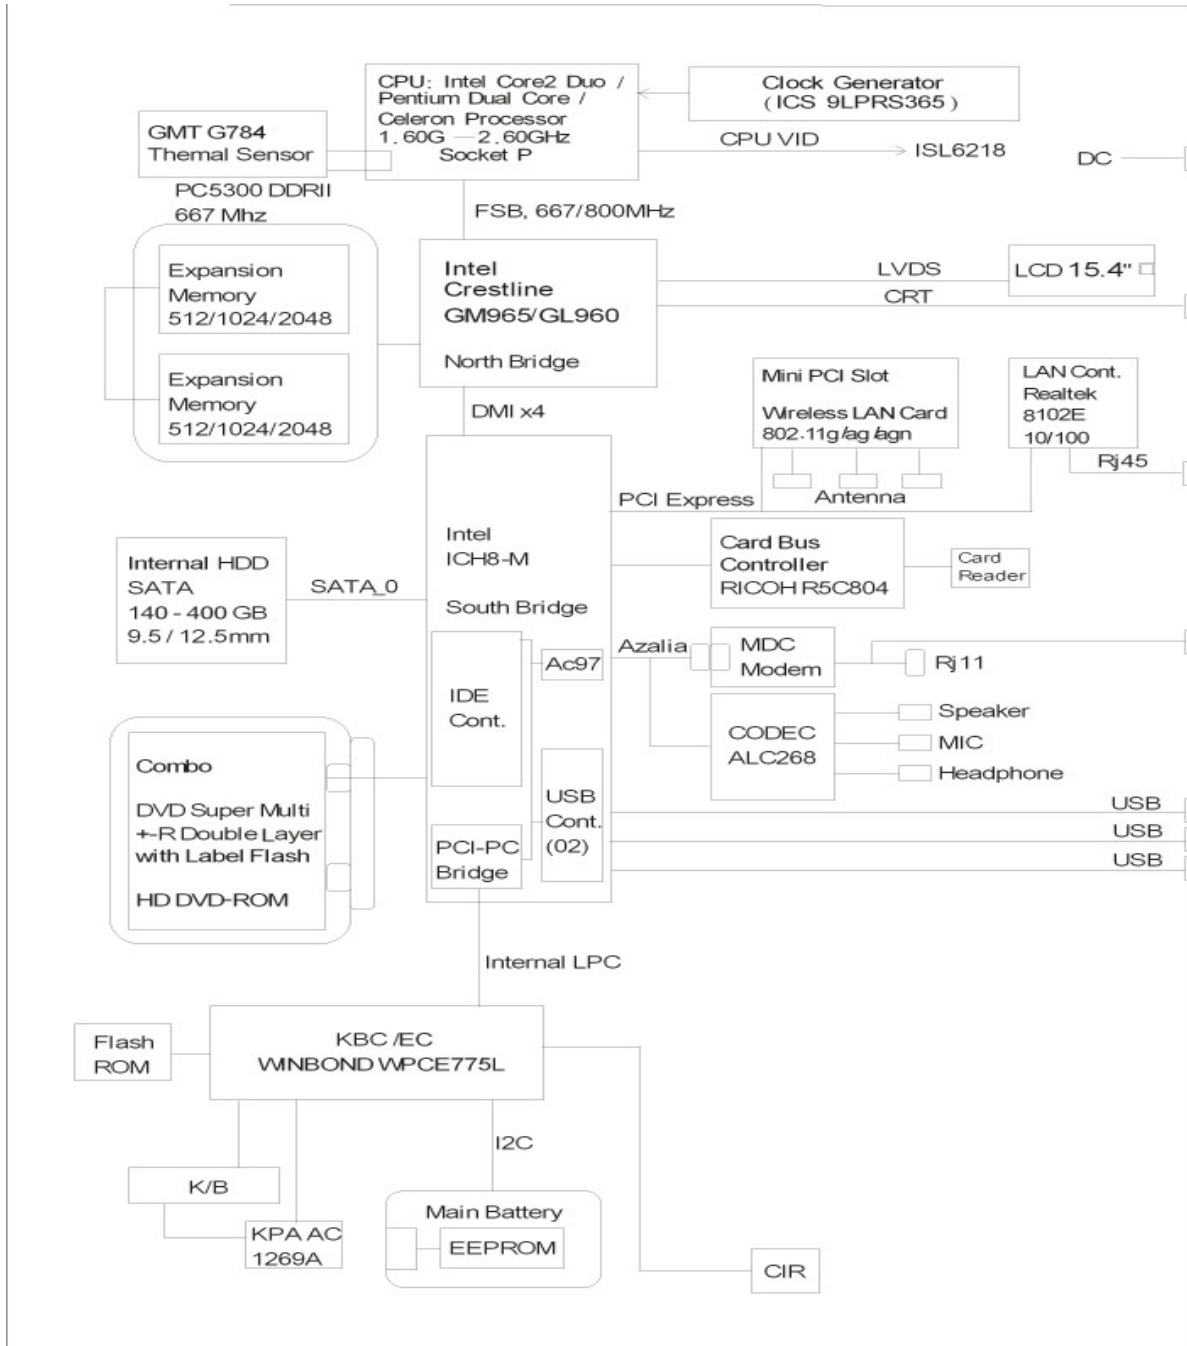 CPU: Intel Core2 Duo /
Pentium Dual Core /
Celeron Processor
1.60G — 2.60GHz
Socket P
Clock Generator
(ICS 9LPRS365)
GMT G784
Themal Sensor
CPU VID
ISL6218
DC
PC5300 DDRII
667 Mhz
FSB, 667/800MHz
Expansion
Memory
512/1024/2048
Expansion
Memory
512/1024/2048
Intel
Crestline
GM965/GL960
North Bridge
LVDS
LCD 15.4"
CRT
DMI x4
Mini PCI Slot
Wireless LAN Card
802.11g/ag/agn
LAN Cont.
Realtek
8102E
10/100
Rj45
Antenna
PCI Express
Intel
ICH8-M
South Bridge
Card Bus
Controller
RICOH R5C804
Card
Reader
Internal HDD
SATA
140 - 400 GB
9.5 / 12.5mm
SATA_0
Azalia
MDC
Modem
Rj11
Ac97
IDE
Cont.
CODEC
ALC268
Speaker
MIC
Headphone
Combo
DVD Super Multi
+-R Double Layer
with Label Flash
HD DVD-ROM
USB
Cont.
(02)
PCI-PC
Bridge
USB
USB
USB
Internal LPC
Flash
ROM
KBC /EC
WINBOND WPCE775L
I2C
K/B
KPA AC
1269A
Main Battery
EEPROM
CIR